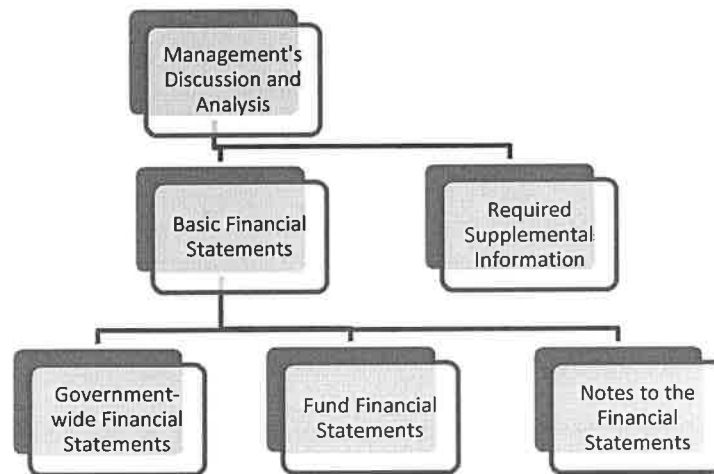 Management's
Discussion and
Analysis
Basic Financial
Statements
Required
Supplemental
Information
Government-
wide Financial
Statements
Fund Financial
Statements
Notes to the
Financial
Statements